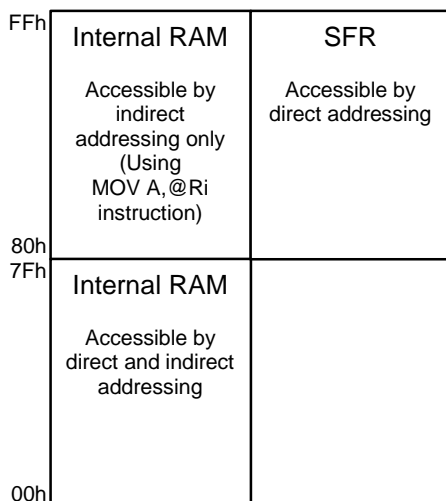 FFh
Internal RAM
SFR
Accessible by
indirect
addressing only
(Using
MOV A,@Ri
instruction)
Accessible by
direct addressing
80h
7Fh
Internal RAM
Accessible by
direct and indirect
addressing
00h